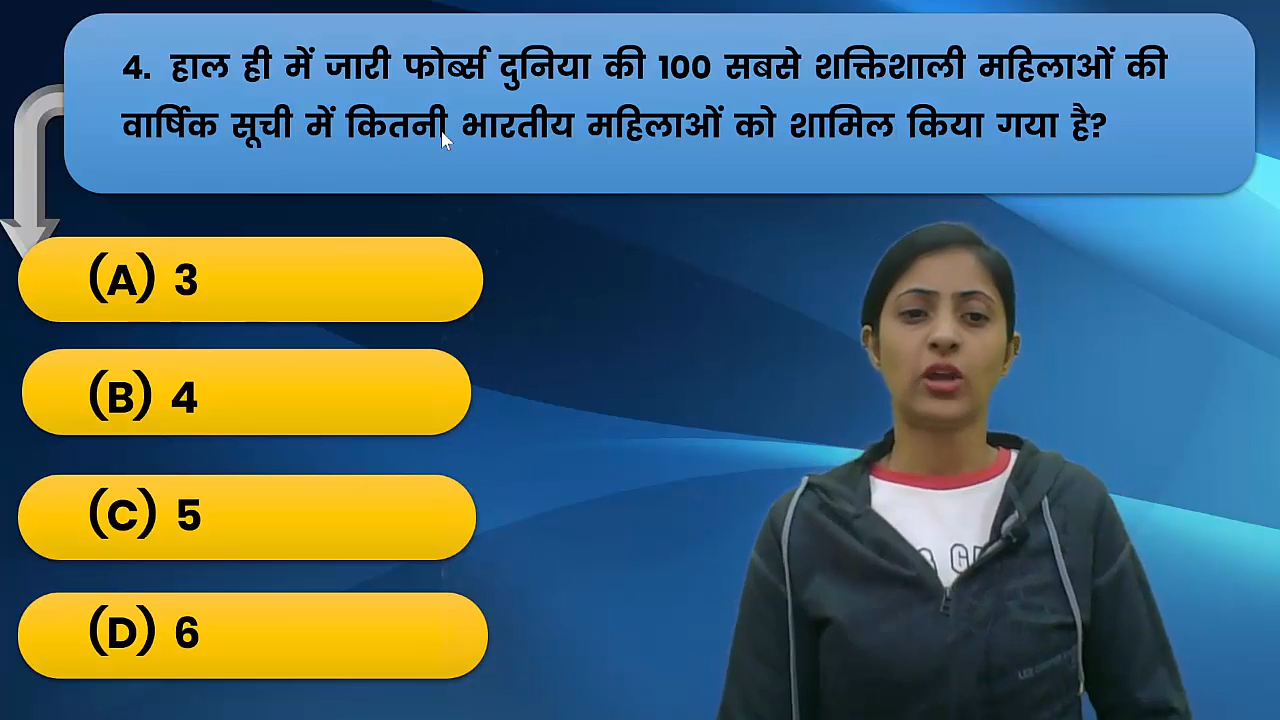 4. हाल ही में जारी फोर्ब्स दुनिया की 100 सबसे शक्तिशाली महिलाओं की
वार्षिक सूची में कितनी भारतीय महिलाओं को शामिल किया गया है?
(A) 3
(B) 4
(C) 5
(D) 6